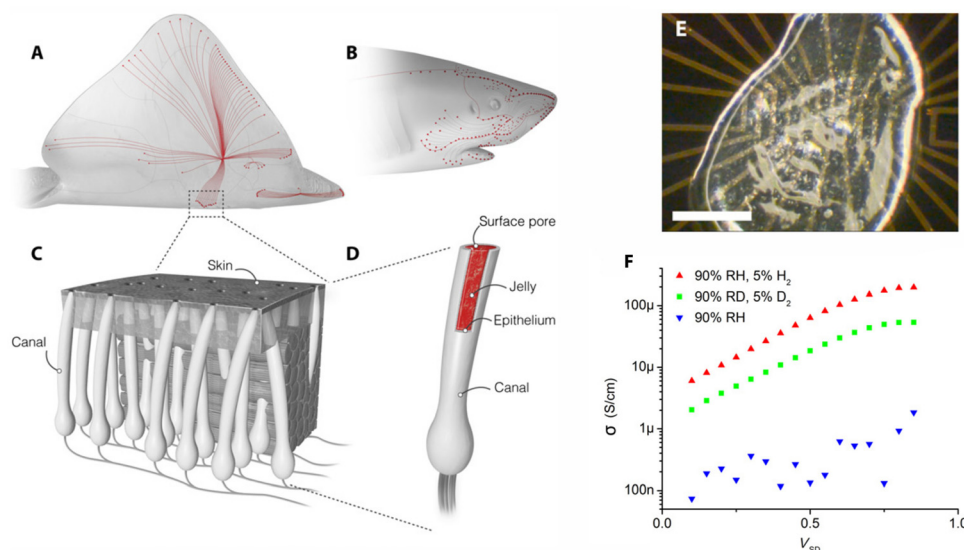 A
B
E
C
D
Surface pore
Skin
Jelly
Epithelium
Canal
Canal
F
90% RH, 5% H₂
90% RD, 5% D₂
90% RH
100µ
10µ
1µ
100n
σ (S/cm)
0.0
0.5
1.0
V_SD